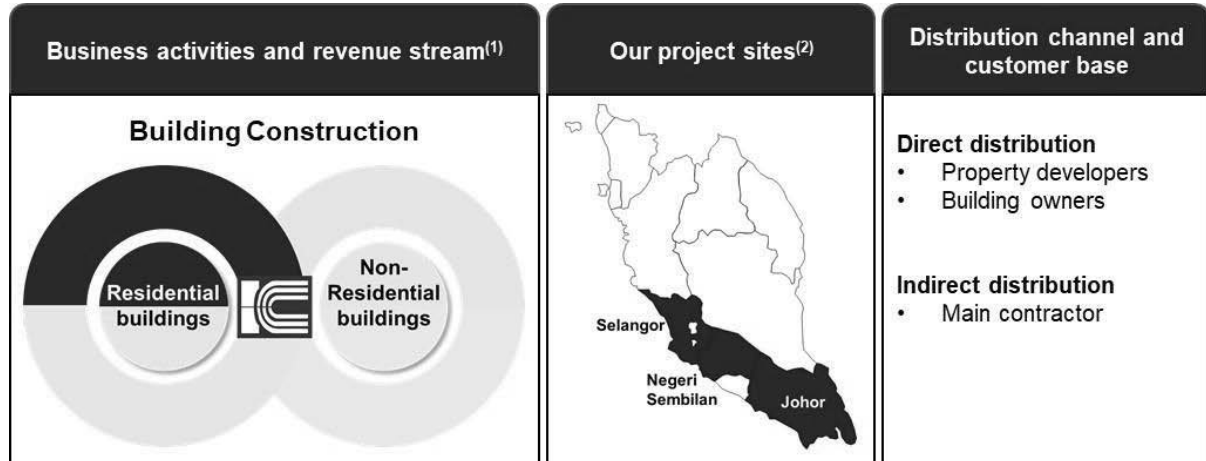 Business activities and revenue stream(1)
Building Construction
Residential
buildings
Non-
Residential
buildings
Our project sites(2)
Selangor
Negeri
Sembilan
Johor
Distribution channel and
customer base
Direct distribution
• Property developers
• Building owners
Indirect distribution
• Main contractor